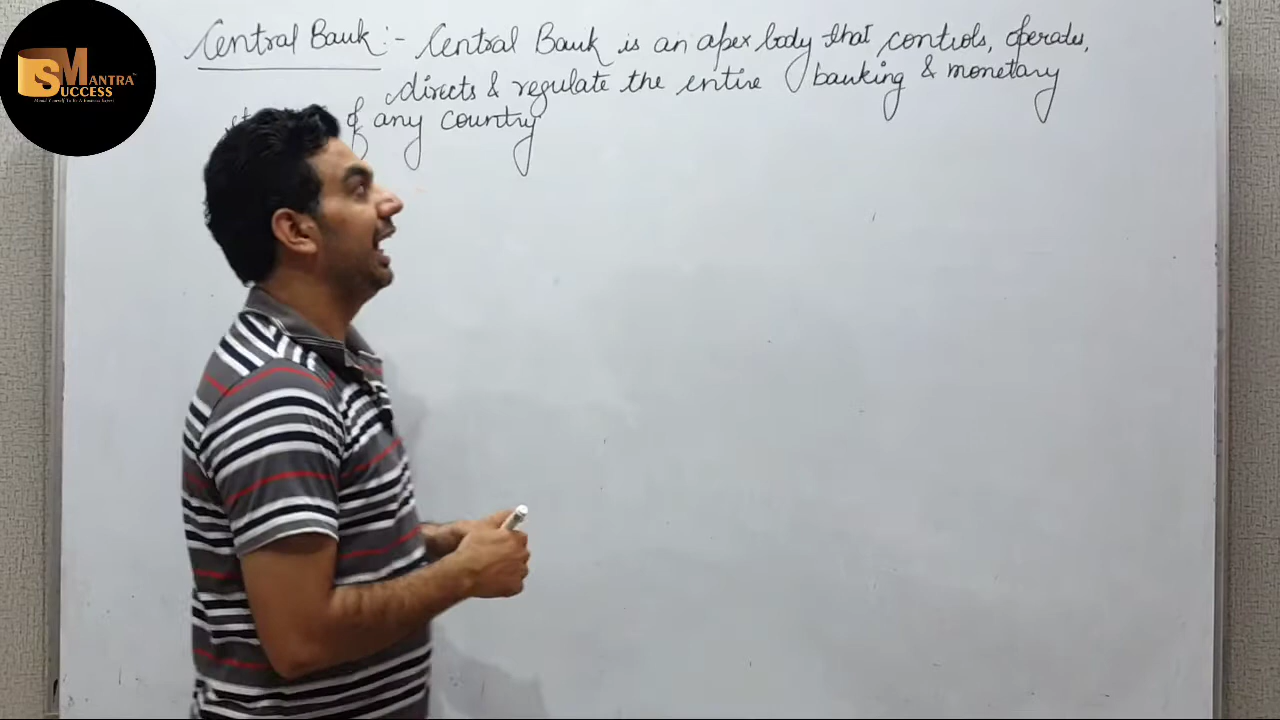 MANTRA
SUCCESS
Central Bank :- Central Bank is an apex body that controls, operates,
directs & regulate the entire banking & monetary
of any country